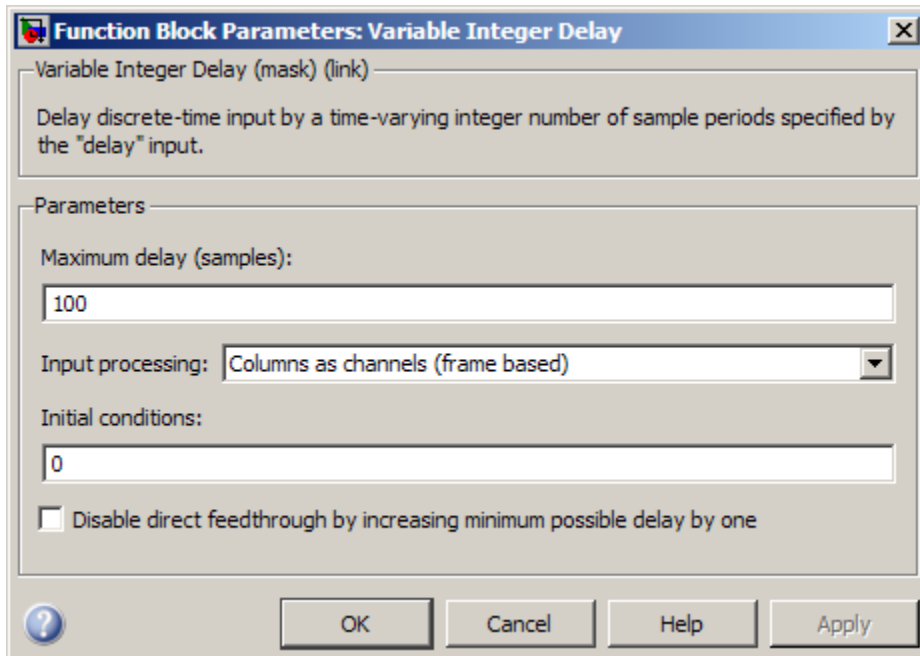 Function Block Parameters: Variable Integer Delay
Variable Integer Delay (mask) (link)
Delay discrete-time input by a time-varying integer number of sample periods specified by
the "delay" input.
Parameters
Maximum delay (samples):
100
Input processing: Columns as channels (frame based)
Initial conditions:
0
Disable direct feedthrough by increasing minimum possible delay by one
? OK Cancel Help Apply